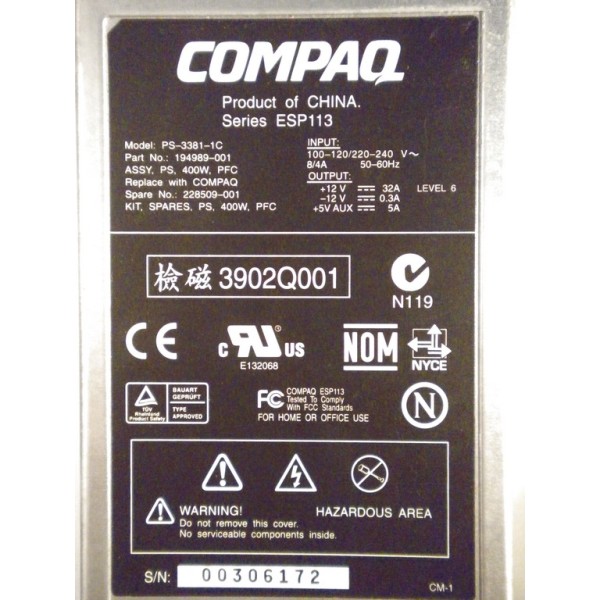 COMPAQ
Product of CHINA.
Series ESP113
Model: PS-3381-1C
Part No.: 194989-001
ASSY, PS, 400W, PFC
Replace with COMPAQ
Spare No.: 228509-001
KIT, SPARES, PS, 400W, PFC
INPUT:
100-120/220-240 V~
8/4A 50-60Hz
OUTPUT:
+12 V 32A LEVEL 6
-12 V 0.3A
+5V AUX 5A
檢磁 3902Q001
N119
CE
c RU US
E132068
NOM
NYCE
TÜV
Rheinland
Product Safety
BAUART
GEPRÜFT
TYPE
APPROVED
FC COMPAQ ESP113
Tested To Comply
With FCC Standards
FOR HOME OR OFFICE USE
N
WARNING!
Do not remove this cover.
No serviceable components inside.
HAZARDOUS AREA
S/N: 00306172
CM-1